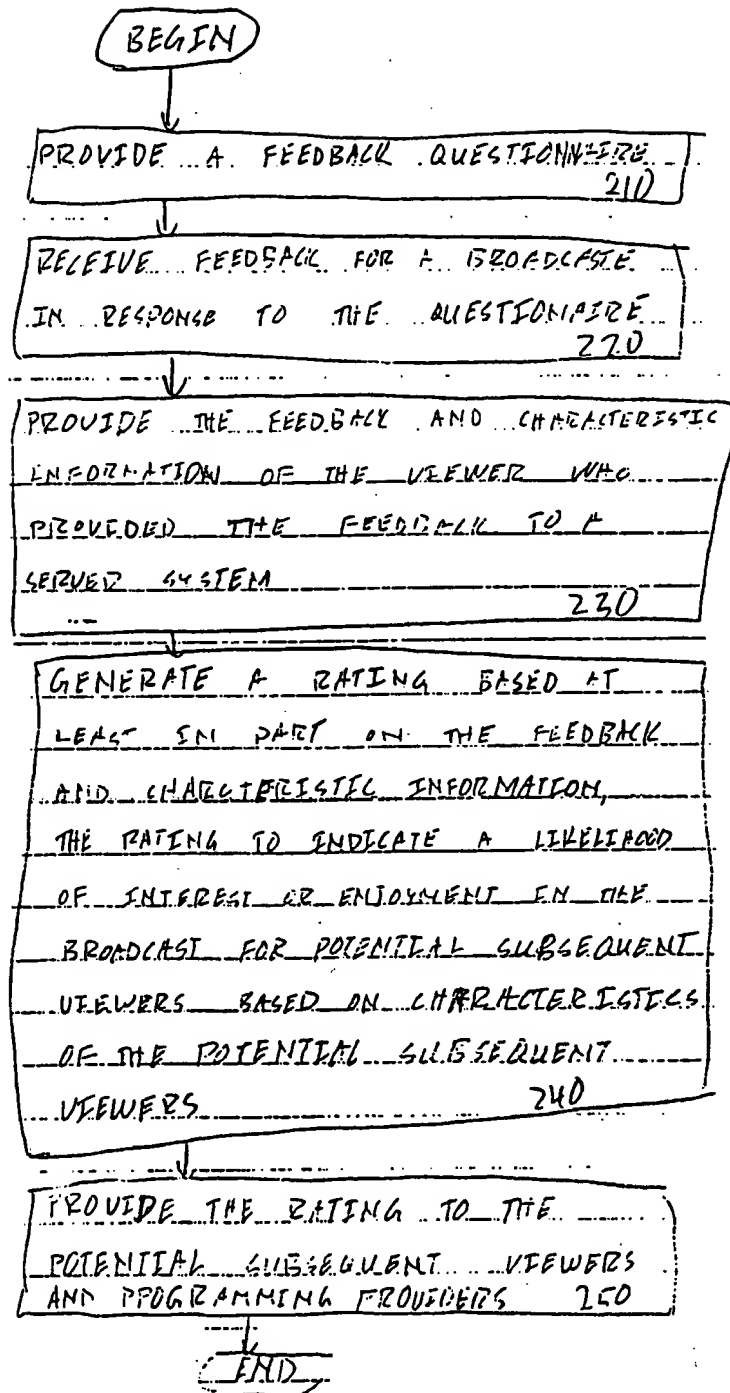 BEGIN
PROVIDE A FEEDBACK QUESTIONNAIRE
210
RECEIVE FEEDBACK FOR A BROADCASTE
IN RESPONSE TO THE QUESTIONAIRE
220
PROVIDE THE FEEDBACK AND CHARACTERISTIC
INFORMATION OF THE VIEWER WHO
PROVIDED THE FEEDBACK TO A
SERVER SYSTEM
230
GENERATE A RATING BASED AT
LEAST IN PART ON THE FEEDBACK
AND CHARCTERISTIC INFORMATION,
THE RATING TO INDICATE A LIKELIHOOD
OF INTEREST OR ENJOYMENT IN THE
BROADCAST FOR POTENTIAL SUBSEQUENT
VIEWERS BASED ON CHARACTERISTICS
OF THE POTENTIAL SUBSEQUENT
VIEWERS 240
PROVIDE THE RATING TO THE
POTENTIAL SUBSEQUENT VIEWERS
AND PROGRAMMING PROVIDERS 250
END